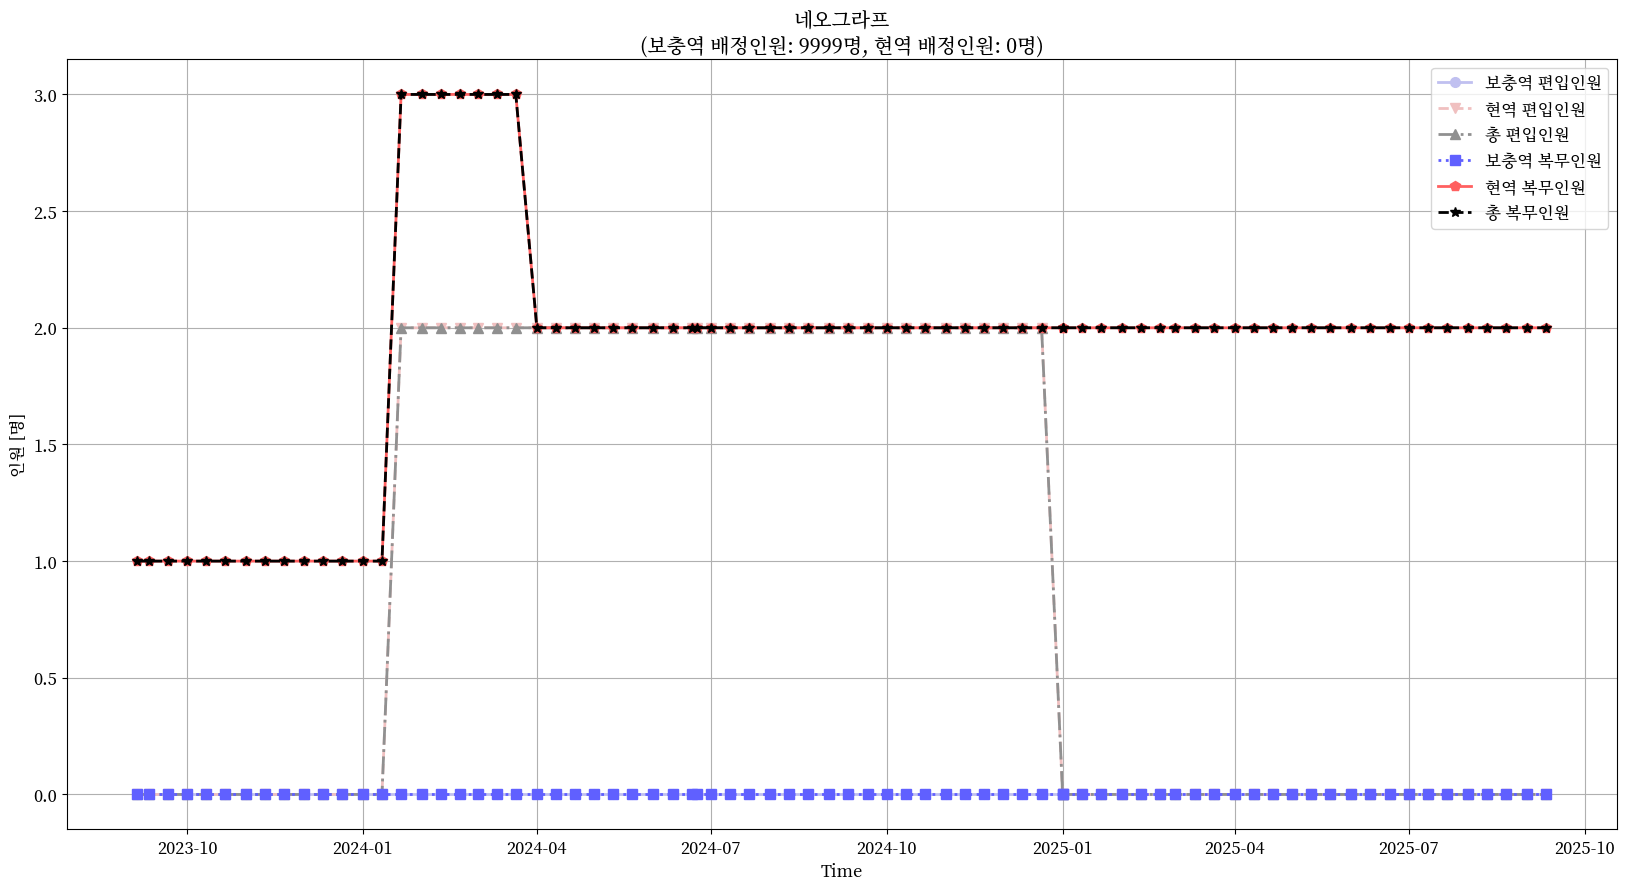 네오그라프
(보충역 배정인원: 9999명, 현역 배정인원: 0명)
보충역 편입인원
현역 편입인원
총 편입인원
보충역 복무인원
현역 복무인원
총 복무인원
인원 [명]
3.0
2.5
2.0
1.5
1.0
0.5
0.0
2023-10
2024-01
2024-04
2024-07
2024-10
2025-01
2025-04
2025-07
2025-10
Time